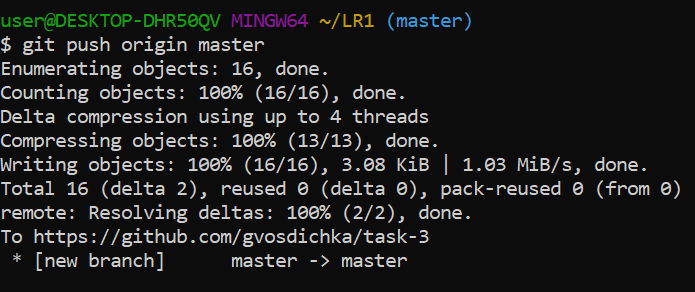 user@DESKTOP-DHR50QV MINGW64 ~/LR1 (master)
$ git push origin master
Enumerating objects: 16, done.
Counting objects: 100% (16/16), done.
Delta compression using up to 4 threads
Compressing objects: 100% (13/13), done.
Writing objects: 100% (16/16), 3.08 KiB | 1.03 MiB/s, done.
Total 16 (delta 2), reused 0 (delta 0), pack-reused 0 (from 0)
remote: Resolving deltas: 100% (2/2), done.
To https://github.com/gvosdichka/task-3
 * [new branch]      master -> master